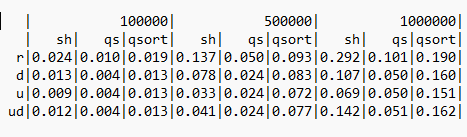 |           100000|           500000|          1000000|
|   sh|   qs|qsort|   sh|   qs|qsort|   sh|   qs|qsort|
r|0.024|0.010|0.019|0.137|0.050|0.093|0.292|0.101|0.190|
d|0.013|0.004|0.013|0.078|0.024|0.083|0.107|0.050|0.160|
u|0.009|0.004|0.013|0.033|0.024|0.072|0.069|0.050|0.151|
ud|0.012|0.004|0.013|0.041|0.024|0.077|0.142|0.051|0.162|